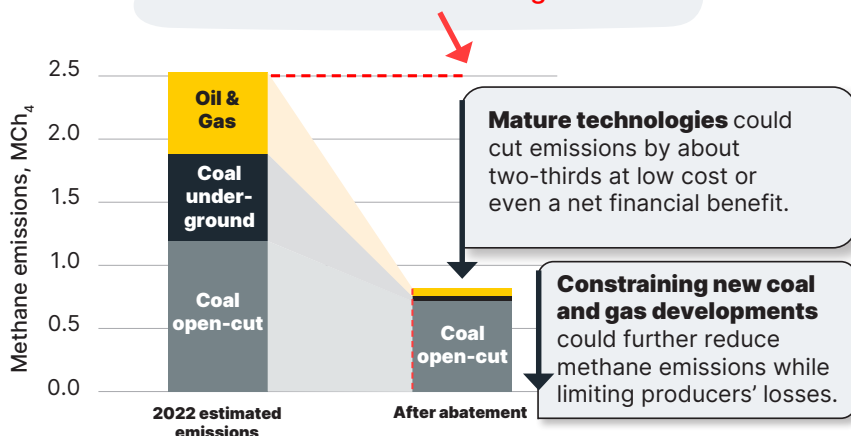 2.5
2.0
1.5
1.0
0.5
0.0
Methane emissions, MCh₄
Oil &
Gas
Coal
under-
ground
Coal
open-cut
2022 estimated
emissions
Coal
open-cut
After abatement
Mature technologies could
cut emissions by about
two-thirds at low cost or
even a net financial benefit.
Constraining new coal
and gas developments
could further reduce
methane emissions while
limiting producers’ losses.